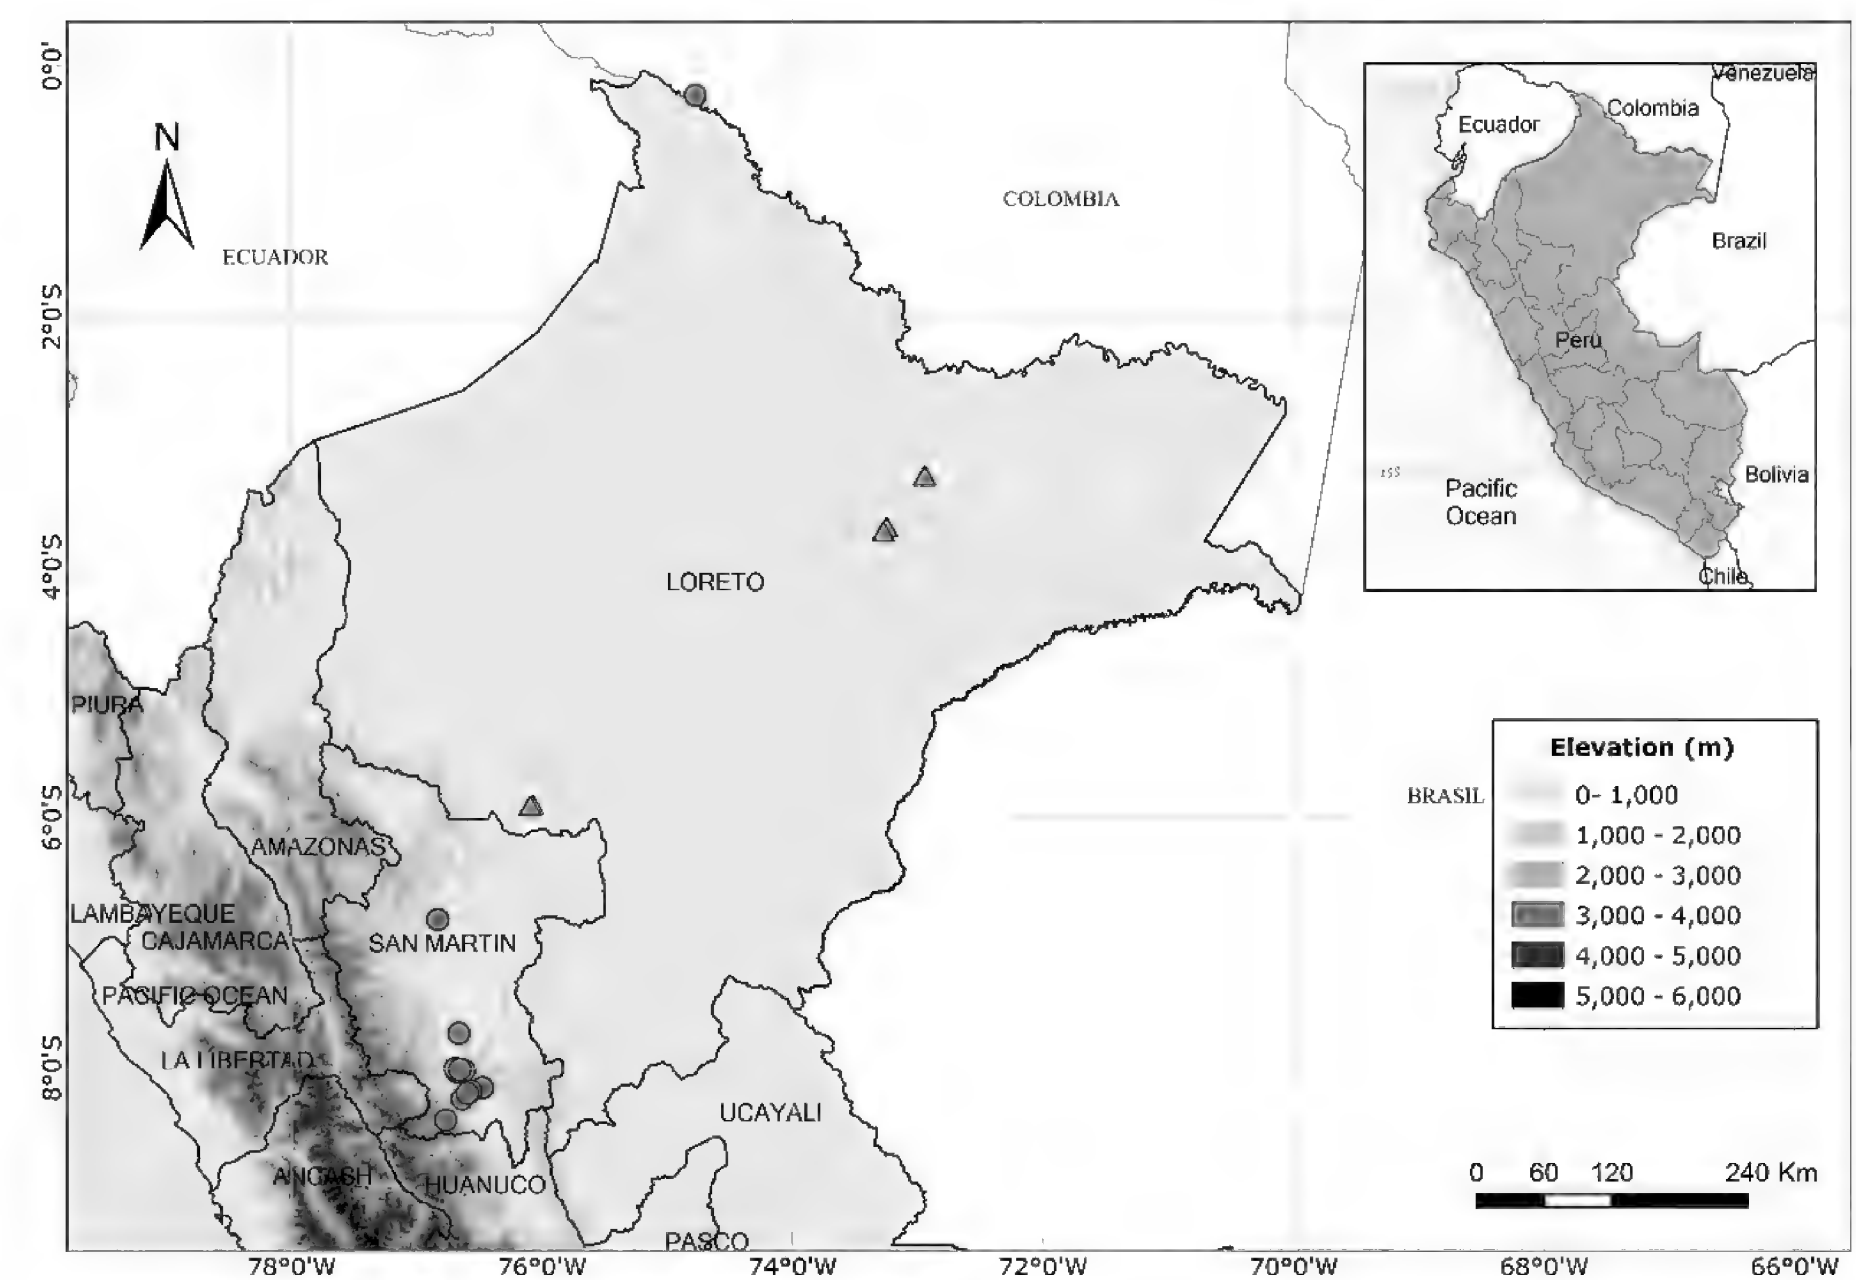 0°0'
2°0'S
4°0'S
6°0'S
8°0'S
N
ECUADOR
COLOMBIA
LORETO
PIURA
AMAZONAS
LAMBAYEQUE
CAJAMARCA
SAN MARTIN
PACIFIC OCEAN
LA LIBERTAD
UCAYALI
ANCASH
HUANUCO
PASCO
BRASIL
Venezuela
Colombia
Ecuador
Brazil
Perú
Bolivia
15S
Pacific
Ocean
Chile
Elevation (m)
0- 1,000
1,000 - 2,000
2,000 - 3,000
3,000 - 4,000
4,000 - 5,000
5,000 - 6,000
0 60 120 240 Km
78°0'W 76°0'W 74°0'W 72°0'W 70°0'W 68°0'W 66°0'W